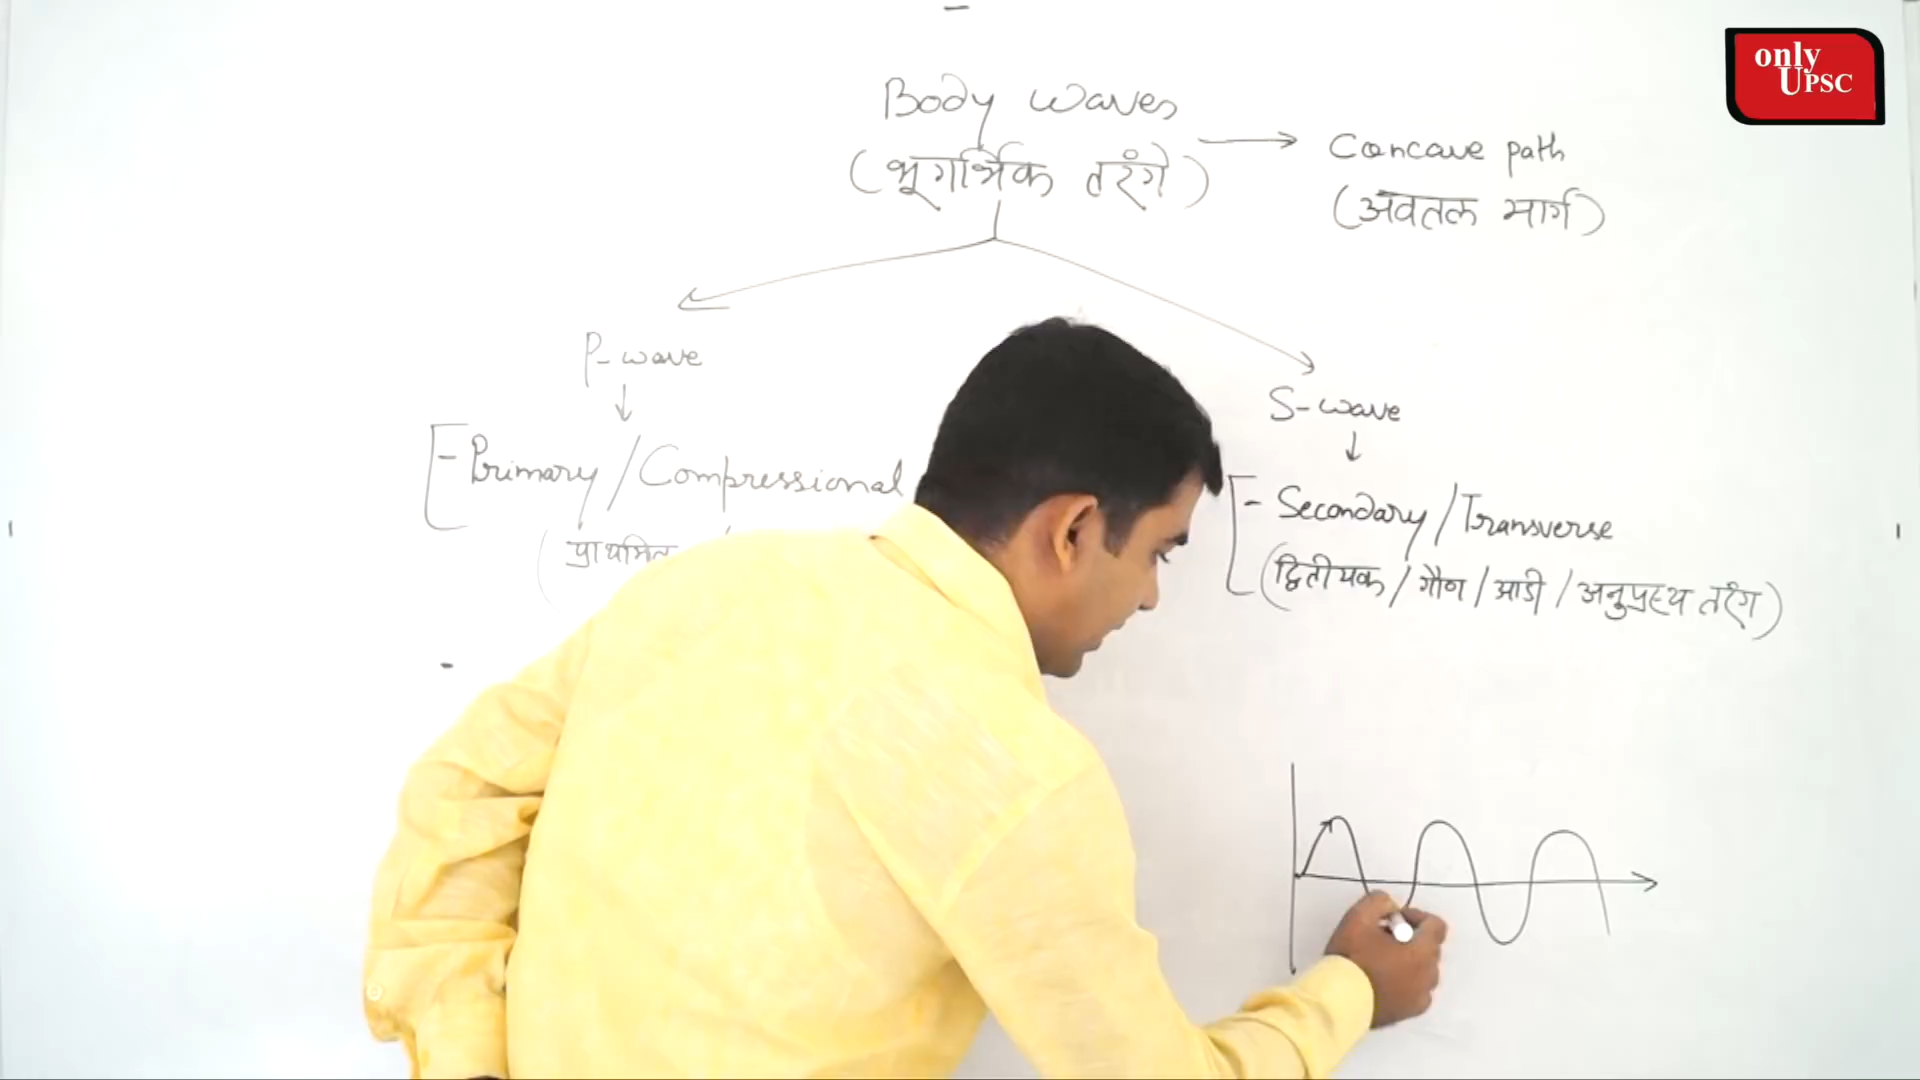 only
UPSC
Body waves
(भूगर्भिक तरंगे)
Concave path
(अवतल मार्ग)
P-wave
- Primary / Compressional
(प्राथमिक
S-wave
- Secondary / Transverse
(द्वितीयक / गौण / आडी / अनुप्रस्थ तरंग)